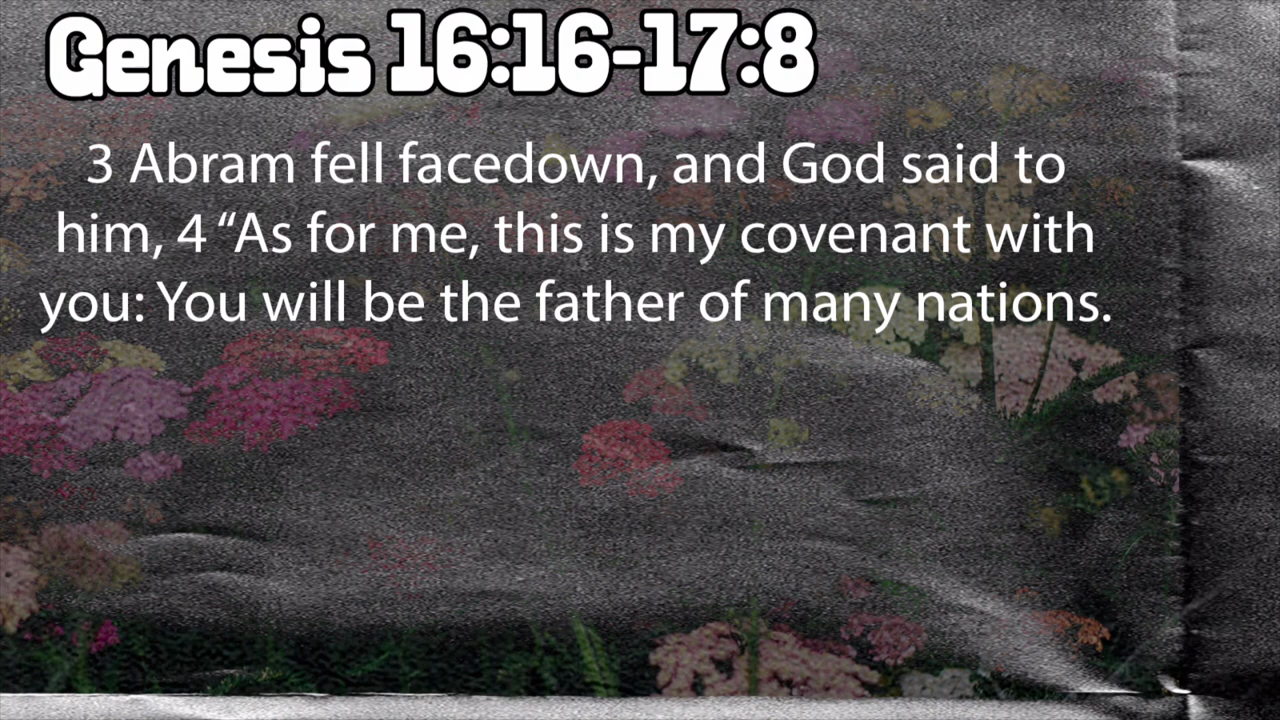 Genesis 16:16-17:8
3 Abram fell facedown, and God said to
him, 4 “As for me, this is my covenant with
you: You will be the father of many nations.